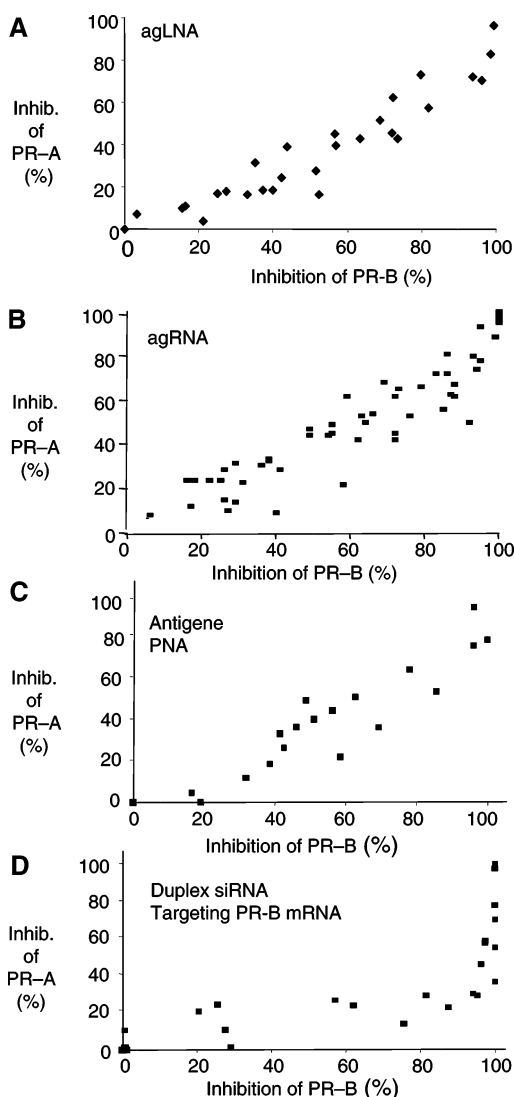 A
agLNA
Inhib.
of
PR–A
(%)
100
80
60
40
20
0
0 20 40 60 80 100
Inhibition of PR-B (%)
B
agRNA
Inhib.
of
PR–A
(%)
100
80
60
40
20
0
0 20 40 60 80 100
Inhibition of PR–B (%)
C
Antigene
PNA
Inhib.
of
PR–A
(%)
100
80
60
40
20
0
0 20 40 60 80 100
Inhibition of PR–B (%)
D
Duplex siRNA
Targeting PR-B mRNA
Inhib.
of
PR–A
(%)
100
80
60
40
20
0
0 20 40 60 80 100
Inhibition of PR–B (%)